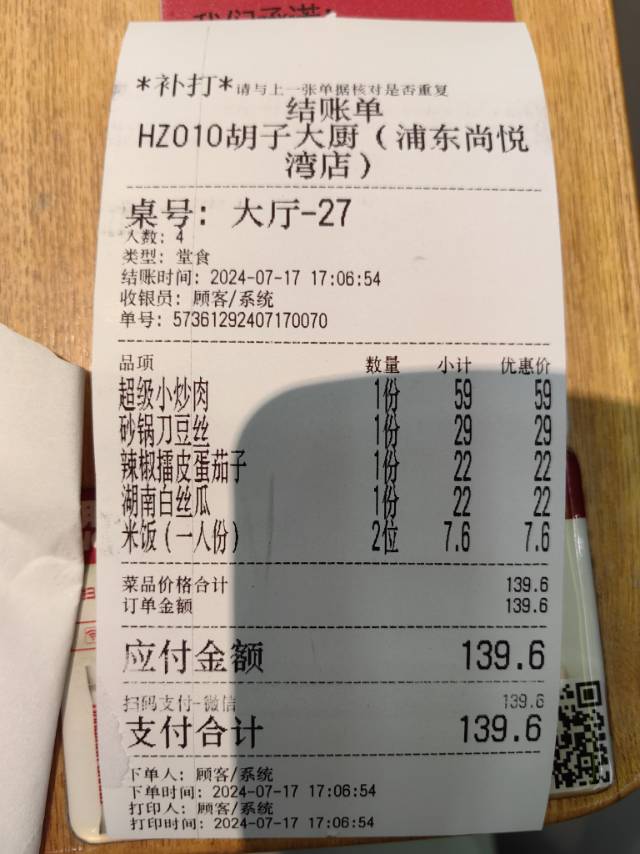 我们承诺:
*补打*请与上一张单据核对是否重复
结账单
HZ010胡子大厨（浦东尚悦
湾店）
桌号: 大厅-27
人数: 4
类型: 堂食
结账时间: 2024-07-17 17:06:54
收银员: 顾客/系统
单号: 57361292407170070
品项 数量 小计 优惠价
超级小炒肉 1份 59 59
砂锅刀豆丝 1份 29 29
辣椒擂皮蛋茄子 1份 22 22
湖南白丝瓜 1份 22 22
米饭(一人份) 2位 7.6 7.6
菜品价格合计 139.6
订单金额 139.6
应付金额 139.6
扫码支付-微信 139.6
支付合计 139.6
下单人: 顾客/系统
下单时间: 2024-07-17 17:06:54
打印人: 顾客/系统
打印时间: 2024-07-17 17:06:54